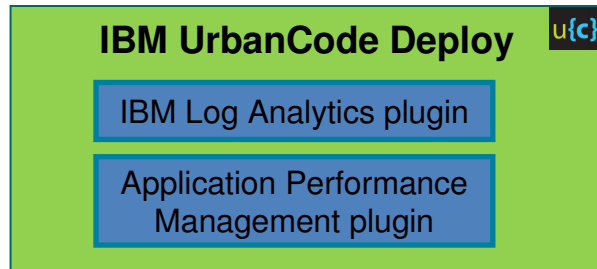 IBM UrbanCode Deploy
u{c}
IBM Log Analytics plugin
Application Performance
Management plugin